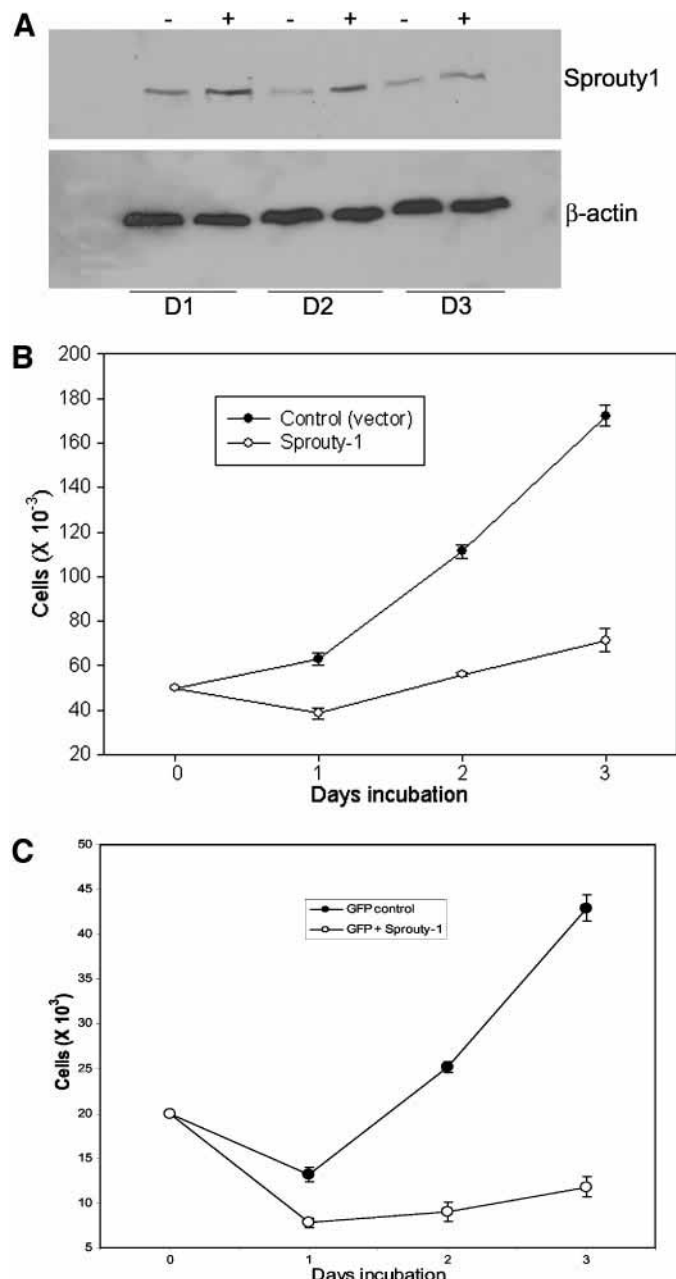 A
- + - + - +
Sprouty1
β-actin
D1 D2 D3
B
200
180
160
140
120
100
80
60
40
20
Cells (X 10-3)
Control (vector)
Sprouty-1
0 1 2 3
Days incubation
C
50
45
40
35
30
25
20
15
10
5
Cells (X 10³)
GFP control
GFP + Sprouty-1
0 1 2 3
Days incubation